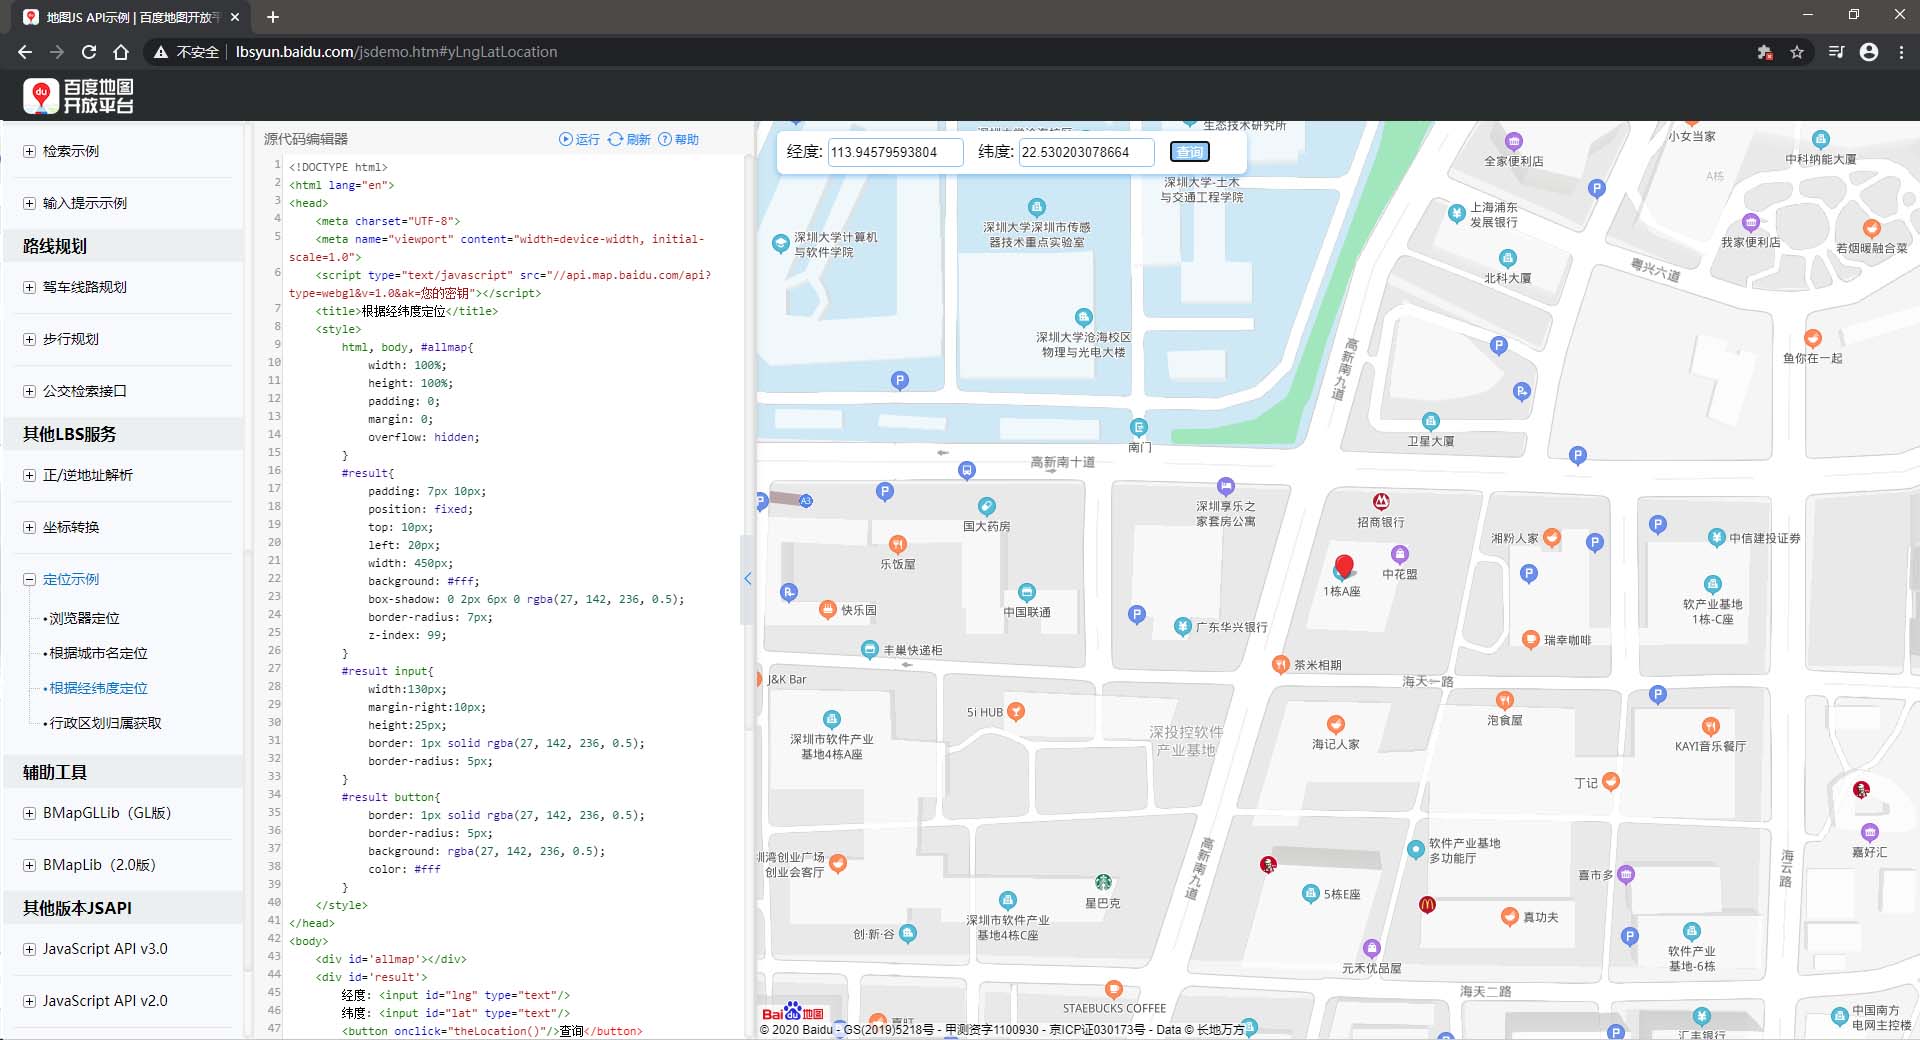 地图JS API示例 | 百度地图开放平
不安全
lbsyun.baidu.com/jsdemo.htm#yLngLatLocation
du
百度地图
开放平台
检索示例
输入提示示例
路线规划
驾车线路规划
步行规划
公交检索接口
其他LBS服务
正/逆地址解析
坐标转换
定位示例
•浏览器定位
•根据城市名定位
•根据经纬度定位
•行政区划归属获取
辅助工具
BMapGLLib（GL版）
BMapLib（2.0版）
其他版本JSAPI
JavaScript API v3.0
JavaScript API v2.0
源代码编辑器
运行
刷新
帮助
1 <!DOCTYPE html>
2 <html lang="en">
3 <head>
4 <meta charset="UTF-8">
5 <meta name="viewport" content="width=device-width, initial-
scale=1.0">
6 <script type="text/javascript" src="//api.map.baidu.com/api?
type=webgl&v=1.0&ak=您的密钥"></script>
7 <title>根据经纬度定位</title>
8 <style>
9 html, body, #allmap{
10 width: 100%;
11 height: 100%;
12 padding: 0;
13 margin: 0;
14 overflow: hidden;
15 }
16 #result{
17 padding: 7px 10px;
18 position: fixed;
19 top: 10px;
20 left: 20px;
21 width: 450px;
22 background: #fff;
23 box-shadow: 0 2px 6px 0 rgba(27, 142, 236, 0.5);
24 border-radius: 7px;
25 z-index: 99;
26 }
27 #result input{
28 width:130px;
29 margin-right:10px;
30 height:25px;
31 border: 1px solid rgba(27, 142, 236, 0.5);
32 border-radius: 5px;
33 }
34 #result button{
35 border: 1px solid rgba(27, 142, 236, 0.5);
36 border-radius: 5px;
37 background: rgba(27, 142, 236, 0.5);
38 color: #fff
39 }
40 </style>
41 </head>
42 <body>
43 <div id='allmap'></div>
44 <div id='result'>
45 经度: <input id="lng" type="text"/>
46 纬度: <input id="lat" type="text"/>
47 <button onclick="theLocation()"/>查询</button>
经度: 113.94579593804
纬度: 22.530203078664
查询
生态技术研究所
小女当家
全家便利店
中科纳能大厦
A栋
深圳大学-土木
与交通工程学院
深圳大学深圳市传感
器技术重点实验室
深圳大学计算机
与软件学院
上海浦东
发展银行
我家便利店
若烟暖融合菜
北科大厦
粤兴六道
深圳大学沧海校区
物理与光电大楼
高新南九道
鱼你在一起
卫星大厦
南门
高新南十道
A3
国大药房
深圳享乐之
家套房公寓
招商银行
湘粉人家
中信建投证券
乐饭屋
中花盟
1栋A座
快乐园
中国联通
软产业基地
1栋-C座
广东华兴银行
瑞幸咖啡
丰巢快递柜
茶米相期
J&K Bar
海天一路
5i HUB
泡食屋
深圳市软件产业
基地4栋A座
深投控软件
产业基地
海记人家
KAYI音乐餐厅
丁记
圳湾创业广场
创业会客厅
高新南九道
软件产业基地
多功能厅
海云路
嘉好汇
喜市多
星巴克
5栋E座
深圳市软件产业
基地4栋C座
真功夫
创·新·谷
软件产业
基地-6栋
元禾优品屋
海天二路
STAEBUCKS COFFEE
中国南方
电网主控楼
汇丰银行
Bai du 地图
© 2020 Baidu - GS(2019)5218号 - 甲测资字1100930 - 京ICP证030173号 - Data © 长地万方